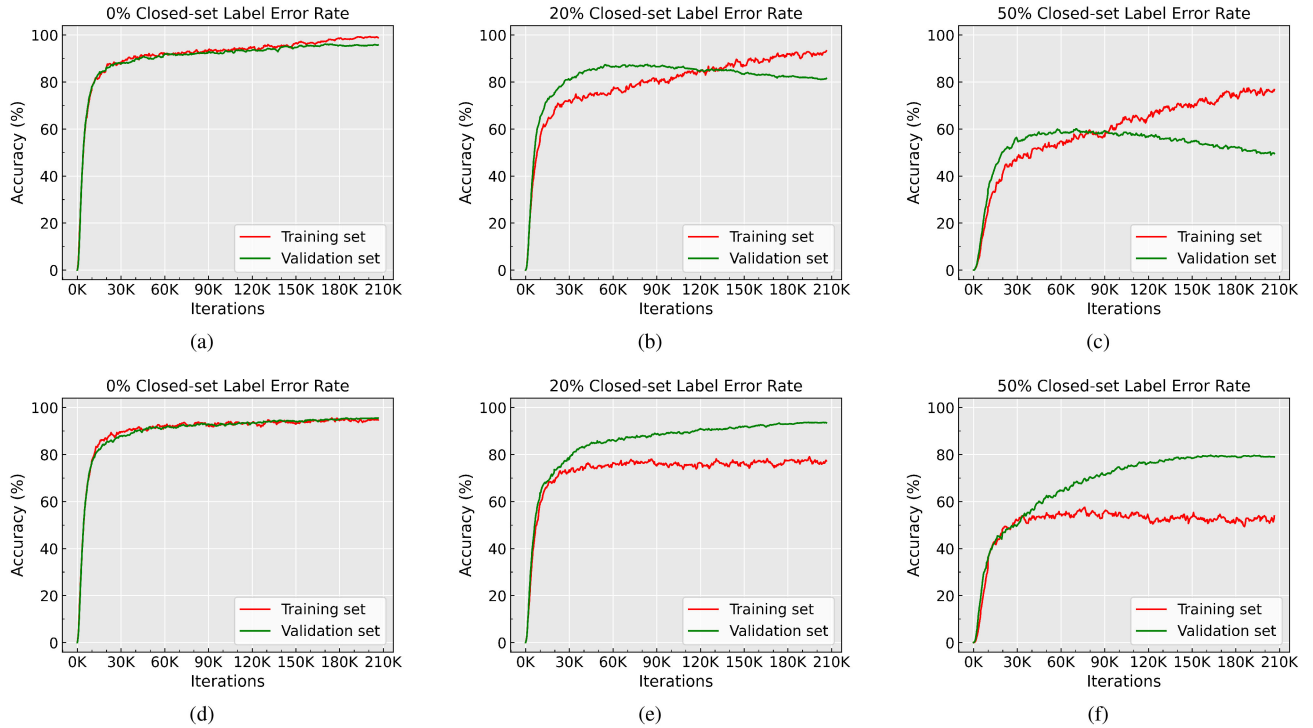 0% Closed-set Label Error Rate
100
80
60
40
20
0
Accuracy (%)
Training set
Validation set
0K 30K 60K 90K 120K 150K 180K 210K
Iterations
(a)
20% Closed-set Label Error Rate
100
80
60
40
20
0
Accuracy (%)
Training set
Validation set
0K 30K 60K 90K 120K 150K 180K 210K
Iterations
(b)
50% Closed-set Label Error Rate
100
80
60
40
20
0
Accuracy (%)
Training set
Validation set
0K 30K 60K 90K 120K 150K 180K 210K
Iterations
(c)
0% Closed-set Label Error Rate
100
80
60
40
20
0
Accuracy (%)
Training set
Validation set
0K 30K 60K 90K 120K 150K 180K 210K
Iterations
(d)
20% Closed-set Label Error Rate
100
80
60
40
20
0
Accuracy (%)
Training set
Validation set
0K 30K 60K 90K 120K 150K 180K 210K
Iterations
(e)
50% Closed-set Label Error Rate
100
80
60
40
20
0
Accuracy (%)
Training set
Validation set
0K 30K 60K 90K 120K 150K 180K 210K
Iterations
(f)